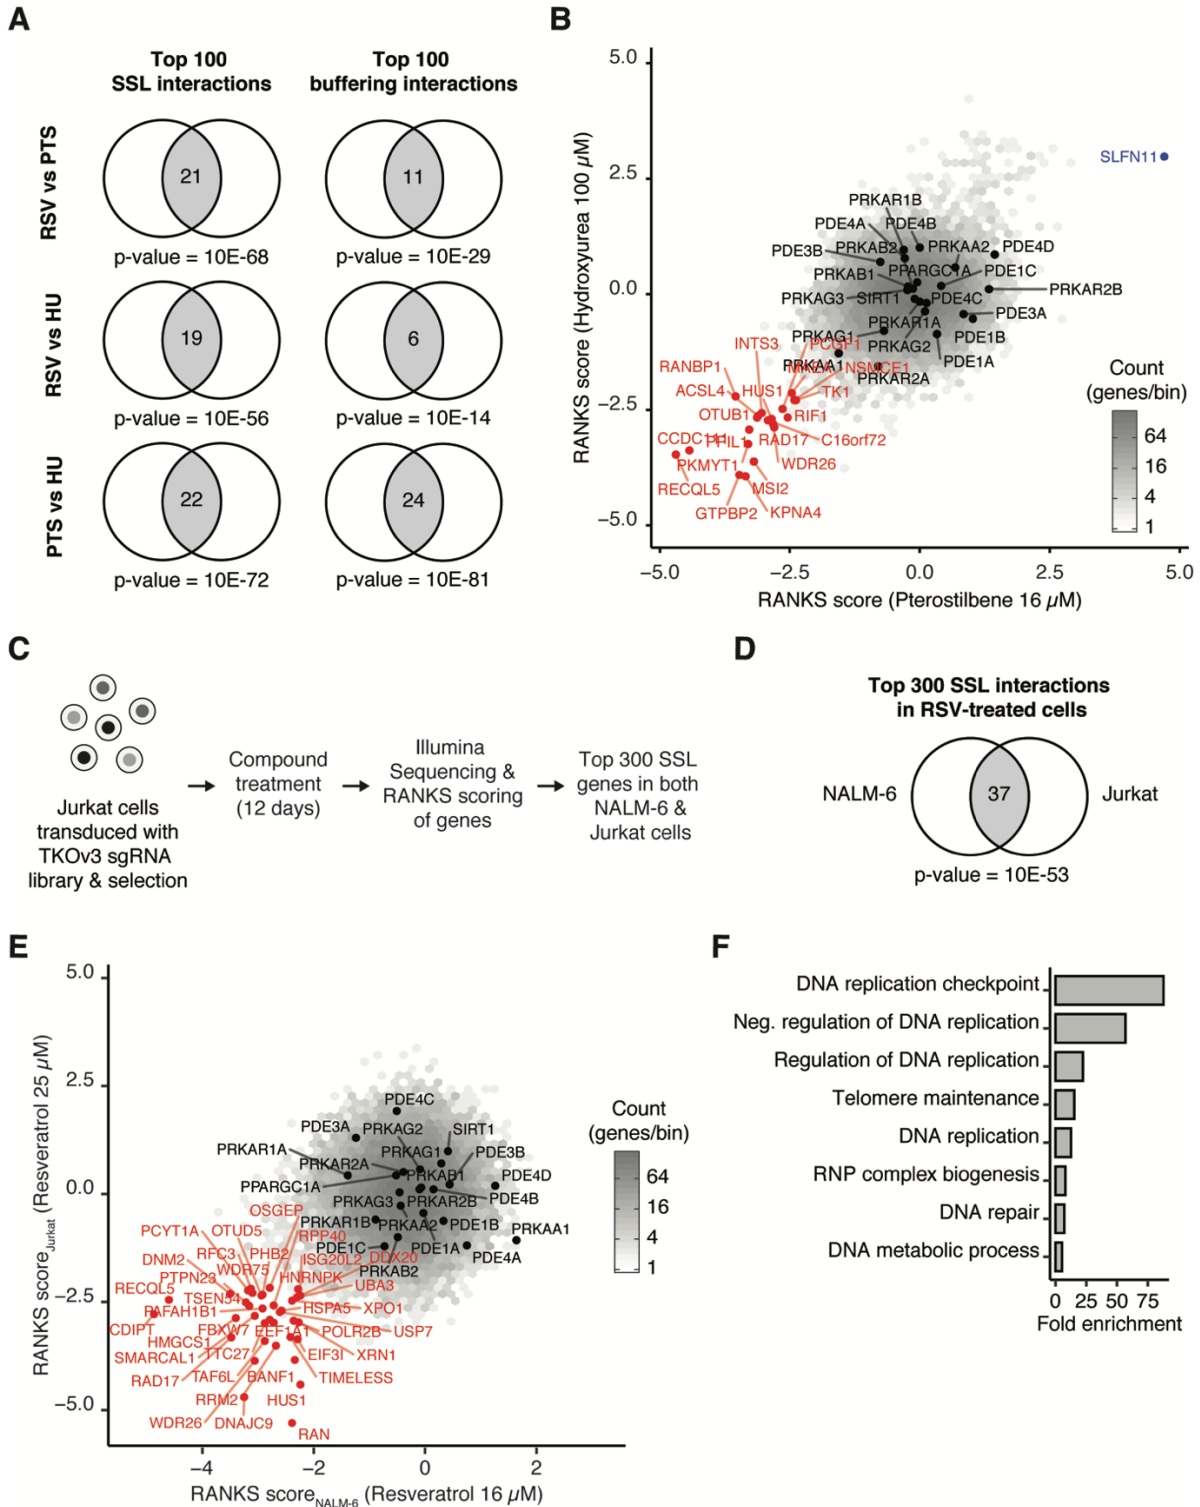 A
Top 100
SSL interactions
Top 100
buffering interactions
RSV vs PTS
21
11
p-value = 10E-68
p-value = 10E-29
RSV vs HU
19
6
p-value = 10E-56
p-value = 10E-14
PTS vs HU
22
24
p-value = 10E-72
p-value = 10E-81
B
RANKS score (Hydroxyurea 100 µM)
5.0
2.5
0.0
−2.5
−5.0
SLFN11
PRKAR1B
PDE4A
PDE4B
PDE3B
PRKAB2
PRKAA2
PDE4D
PRKAB1
PPARGC1A
PDE1C
PRKAG3
SIRT1
PDE4C
PRKAR2B
PRKAR1A
PDE3A
PRKAG1
PRKAG2
PDE1B
PDE1A
PRKAA1
PRKAR2A
INTS3
PCGF1
RANBP1
NSMCE1
ACSL4
HUS1
TK1
OTUB1
RIF1
RAD17
C16orf72
PKMYT1
WDR26
RECQL5
MSI2
GTPBP2
KPNA4
Count
(genes/bin)
64
16
4
1
−5.0
−2.5
0.0
2.5
5.0
RANKS score (Pterostilbene 16 µM)
C
Jurkat cells
transduced with
TKOv3 sgRNA
library & selection
Compound
treatment
(12 days)
Illumina
Sequencing &
RANKS scoring
of genes
Top 300 SSL
genes in both
NALM-6 &
Jurkat cells
D
Top 300 SSL interactions
in RSV-treated cells
NALM-6
37
Jurkat
p-value = 10E-53
E
RANKS score Jurkat (Resveratrol 25 µM)
5.0
2.5
0.0
−2.5
−5.0
PDE4C
PDE3A
PRKAG2
SIRT1
PRKAR1A
PRKAG1
PDE3B
PRKAR2A
PRKAB1
PDE4D
PPARGC1A
PDE4B
PRKAG3
PRKAR2B
OSGEP
PRKAR1B
PRKAA2
PDE1B
PRKAA1
PCYT1A
OTUD5
RPP40
PDE1C
PDE1A
PDE4A
RFC3
PHB2
ISG20L2
DDX20
PRKAB2
DNM2
WDR75
PTPN23
HNRNPK
UBA3
RECQL5
TSEN54
PAFAH1B1
HSPA5
XPO1
CDIPT
FBXW7
EEF1A1
POLR2B
USP7
HMGCS1
SMARCAL1
TTC27
EIF3I
XRN1
RAD17
TAF6L
BANF1
TIMELESS
RRM2
HUS1
WDR26
DNAJC9
RAN
Count
(genes/bin)
64
16
4
1
−4
−2
0
2
RANKS score NALM-6 (Resveratrol 16 µM)
F
DNA replication checkpoint
Neg. regulation of DNA replication
Regulation of DNA replication
Telomere maintenance
DNA replication
RNP complex biogenesis
DNA repair
DNA metabolic process
0
25
50
75
Fold enrichment